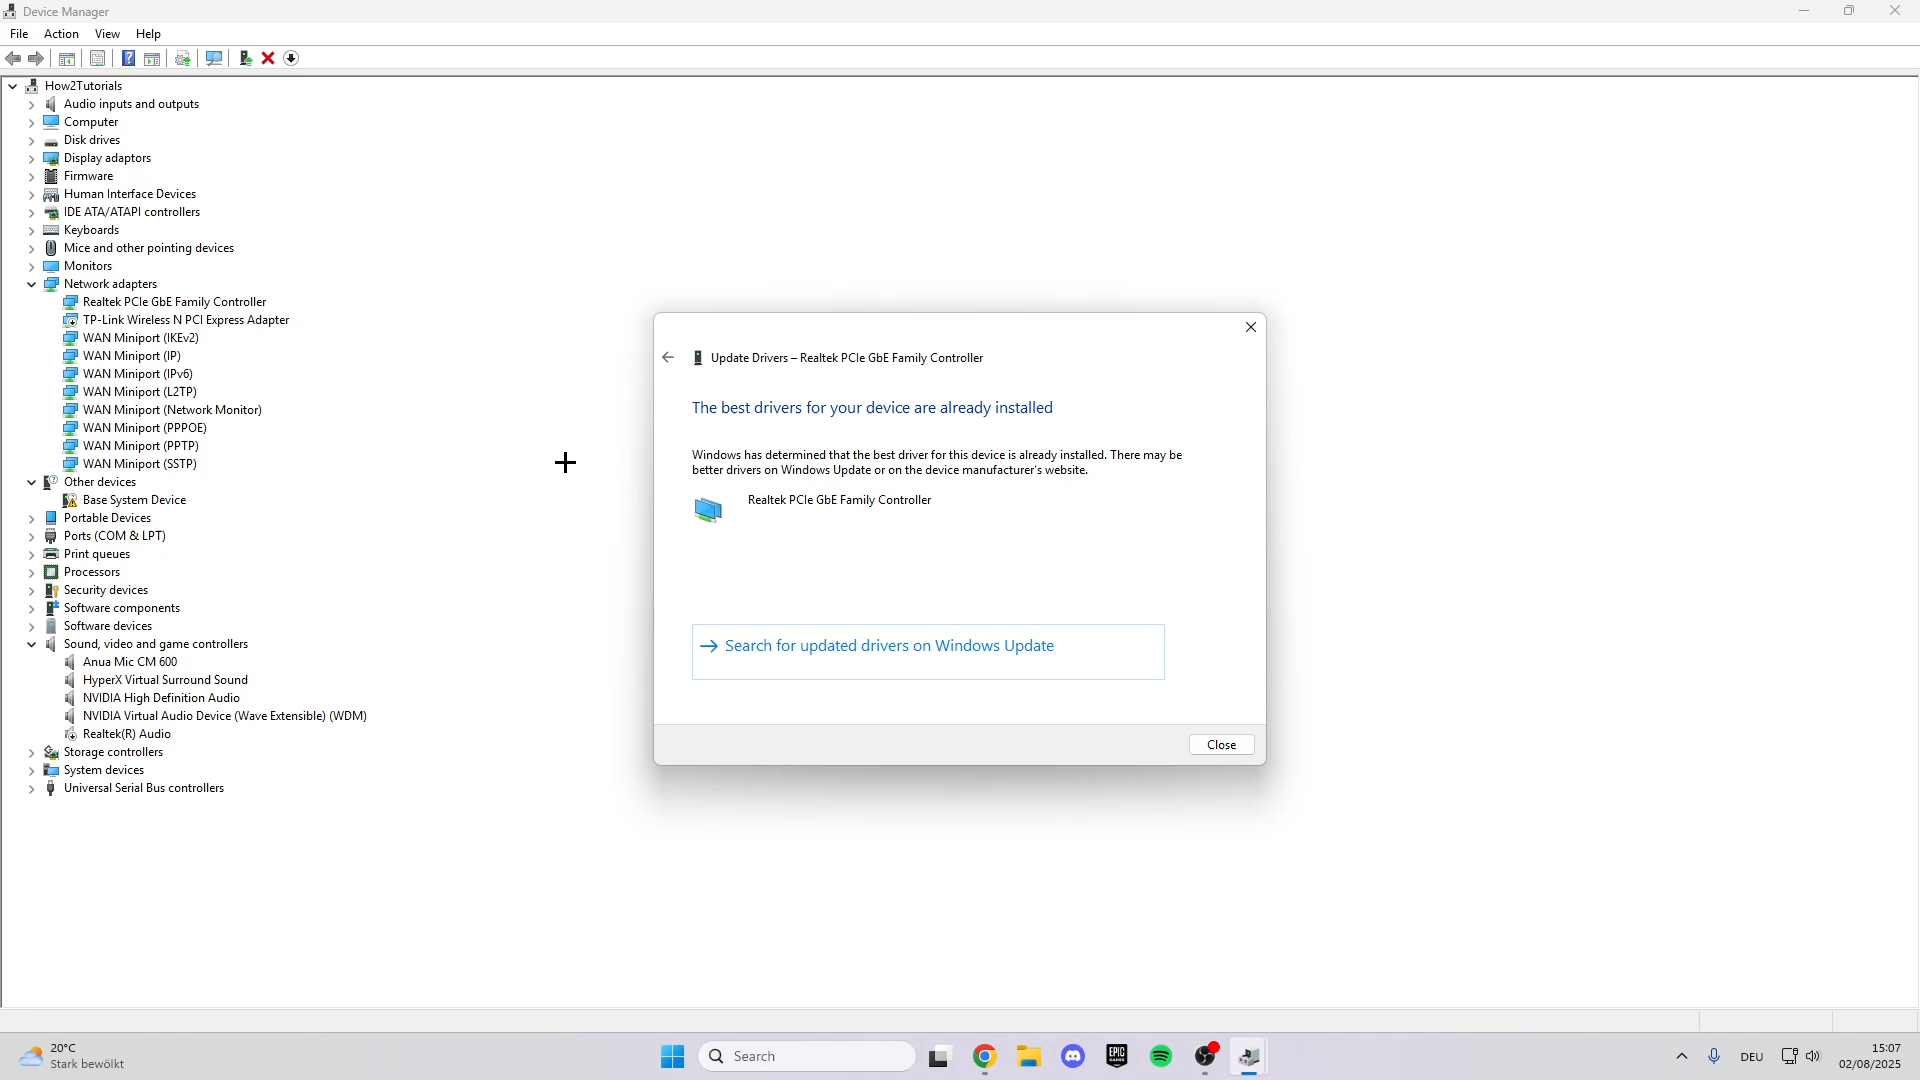 Device Manager
File Action View Help
How2Tutorials
Audio inputs and outputs
Computer
Disk drives
Display adaptors
Firmware
Human Interface Devices
IDE ATA/ATAPI controllers
Keyboards
Mice and other pointing devices
Monitors
Network adapters
Realtek PCIe GbE Family Controller
TP-Link Wireless N PCI Express Adapter
WAN Miniport (IKEv2)
WAN Miniport (IP)
WAN Miniport (IPv6)
WAN Miniport (L2TP)
WAN Miniport (Network Monitor)
WAN Miniport (PPPOE)
WAN Miniport (PPTP)
WAN Miniport (SSTP)
Other devices
Base System Device
Portable Devices
Ports (COM & LPT)
Print queues
Processors
Security devices
Software components
Software devices
Sound, video and game controllers
Anua Mic CM 600
HyperX Virtual Surround Sound
NVIDIA High Definition Audio
NVIDIA Virtual Audio Device (Wave Extensible) (WDM)
Realtek(R) Audio
Storage controllers
System devices
Universal Serial Bus controllers
Update Drivers – Realtek PCIe GbE Family Controller
The best drivers for your device are already installed
Windows has determined that the best driver for this device is already installed. There may be
better drivers on Windows Update or on the device manufacturer's website.
Realtek PCIe GbE Family Controller
Search for updated drivers on Windows Update
Close
20°C
Stark bewölkt
Search
EPIC
GAMES
DEU
15:07
02/08/2025